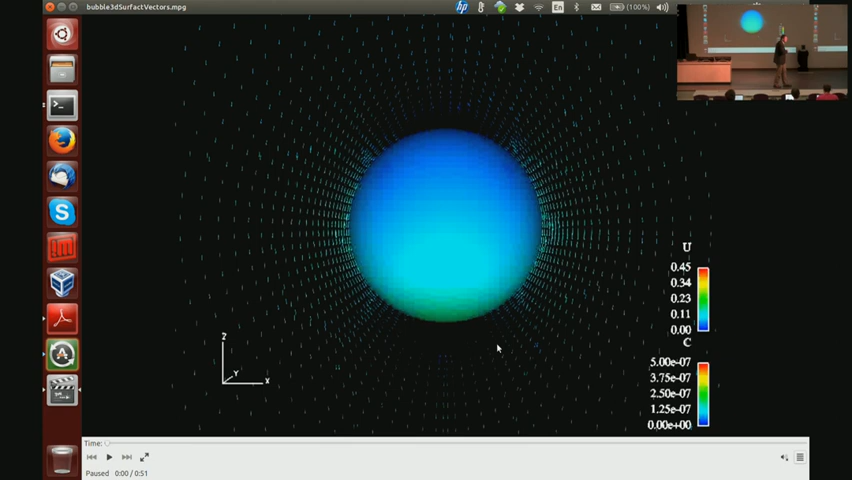 bubble3dSurfactVectors.mpg
hp
En
(100%)
U
0.45
0.34
0.23
0.11
0.00
C
5.00e-07
3.75e-07
2.50e-07
1.25e-07
0.00e+00
Z
Y
X
Time:
Paused 0:00 / 0:51